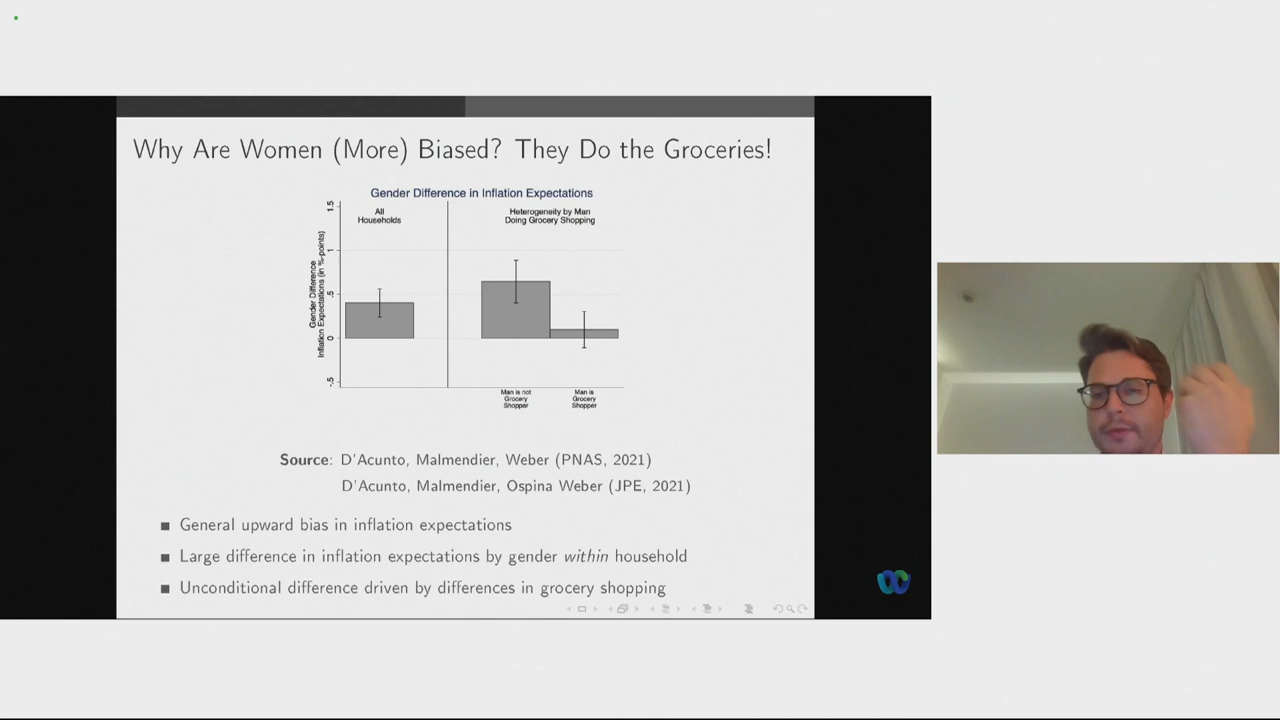 Why Are Women (More) Biased? They Do the Groceries!
Gender Difference in Inflation Expectations
All
Households
Heterogeneity by Man
Doing Grocery Shopping
Gender Difference
Inflation Expectations (in %-points)
1.5
1
.5
0
-.5
Man is not
Grocery
Shopper
Man is
Grocery
Shopper
Source: D'Acunto, Malmendier, Weber (PNAS, 2021)
D'Acunto, Malmendier, Ospina Weber (JPE, 2021)
■ General upward bias in inflation expectations
■ Large difference in inflation expectations by gender within household
■ Unconditional difference driven by differences in grocery shopping